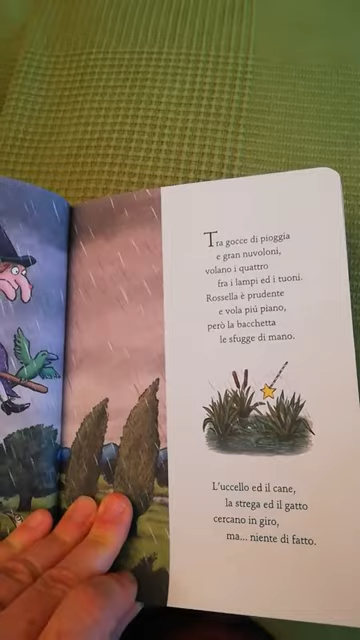 Tra gocce di pioggia
e gran nuvoloni,
volano i quattro
fra i lampi ed i tuoni.
Rossella è prudente
e vola piú piano,
però la bacchetta
le sfugge di mano.
L'uccello ed il cane,
la strega ed il gatto
cercano in giro,
ma... niente di fatto.